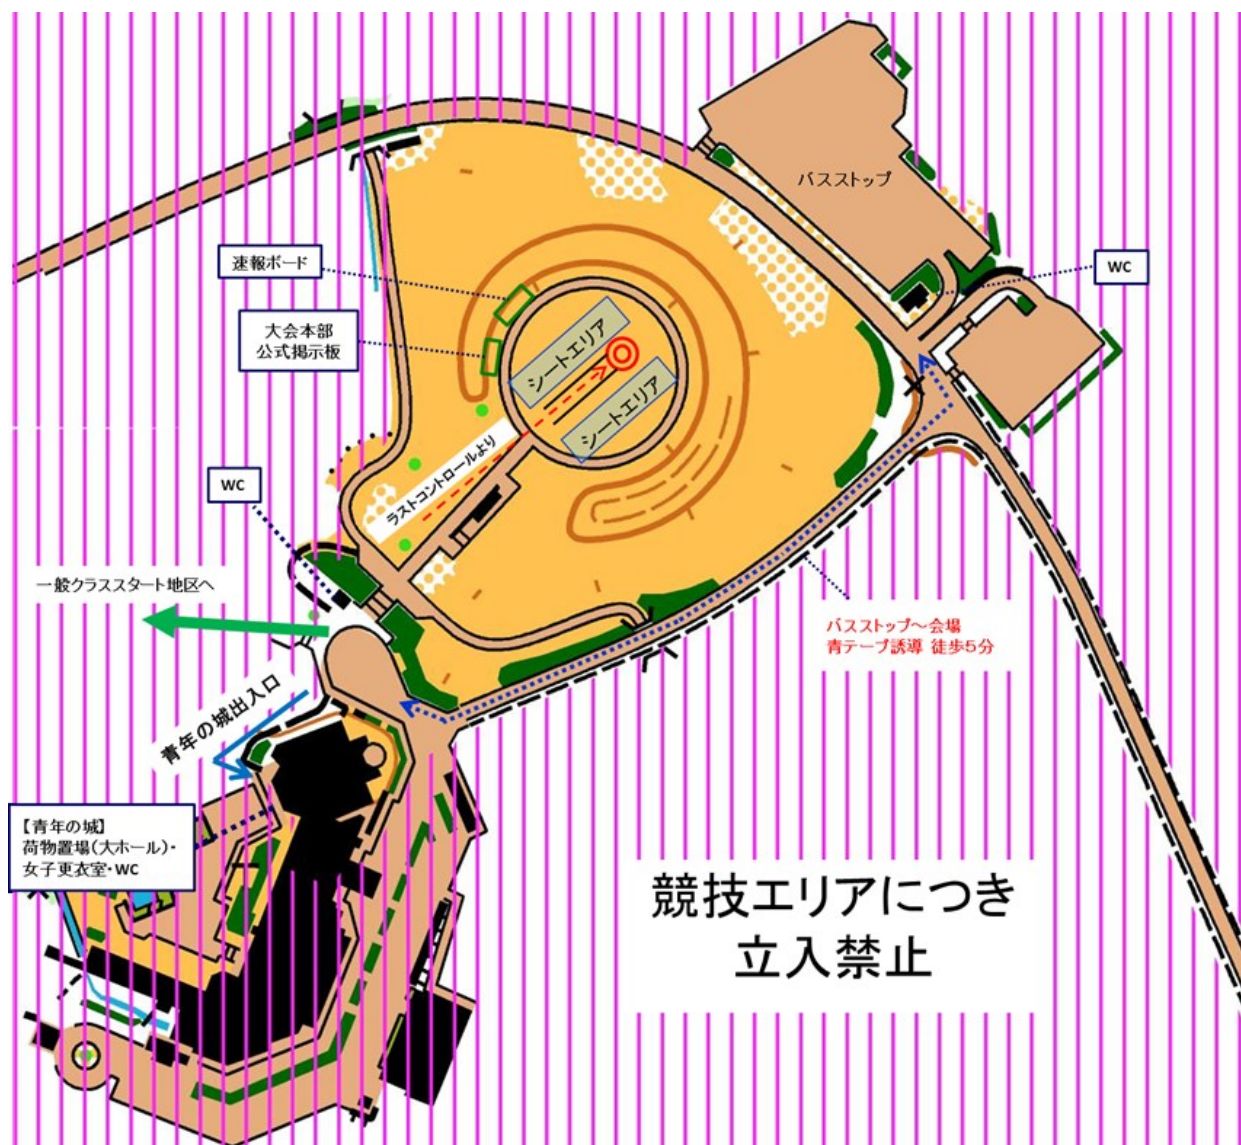 バスストップ
速報ボード
WC
大会本部
公式掲示板
シートエリア
シートエリア
ラストコントロールより
WC
一般クラススタート地区へ
バスストップ～会場
青テープ誘導 徒歩5分
青年の城出入口
【青年の城】
荷物置場(大ホール)・
女子更衣室・WC
競技エリアにつき
立入禁止